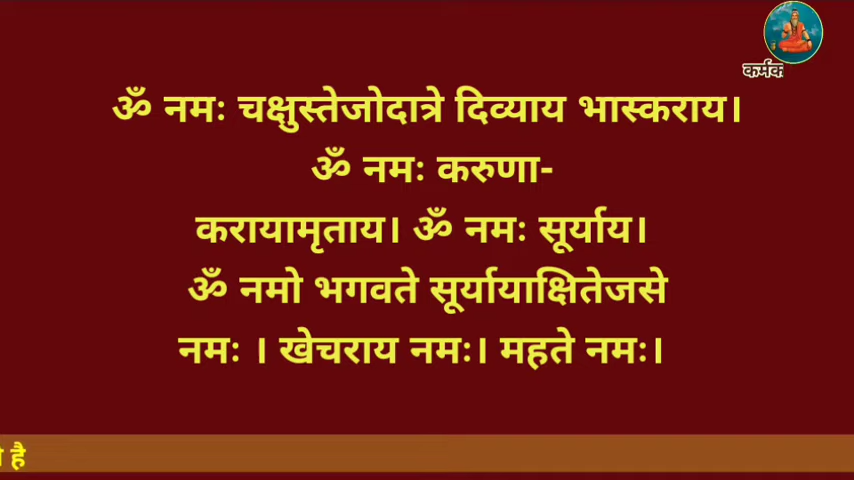 कर्मक
ॐ नमः चक्षुस्तेजोदात्रे दिव्याय भास्कराय।
ॐ नमः करुणा-
करायामृताय। ॐ नमः सूर्याय।
ॐ नमो भगवते सूर्यायाक्षितेजसे
नमः । खेचराय नमः। महते नमः।
है